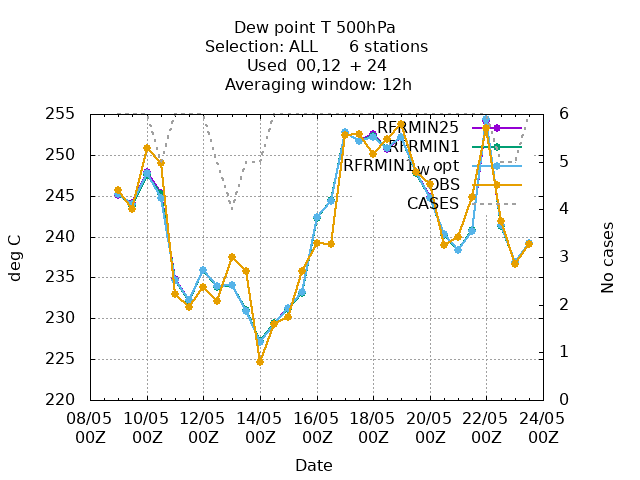 Dew point T 500hPa
Selection: ALL 6 stations
Used 00,12 + 24
Averaging window: 12h
255
250
245
240
235
230
225
220
deg C
6
5
4
3
2
1
0
No cases
RFRMIN25
RFRMIN1
RFRMIN1w opt
OBS
CASES
08/05 10/05 12/05 14/05 16/05 18/05 20/05 22/05 24/05
00Z 00Z 00Z 00Z 00Z 00Z 00Z 00Z 00Z
Date